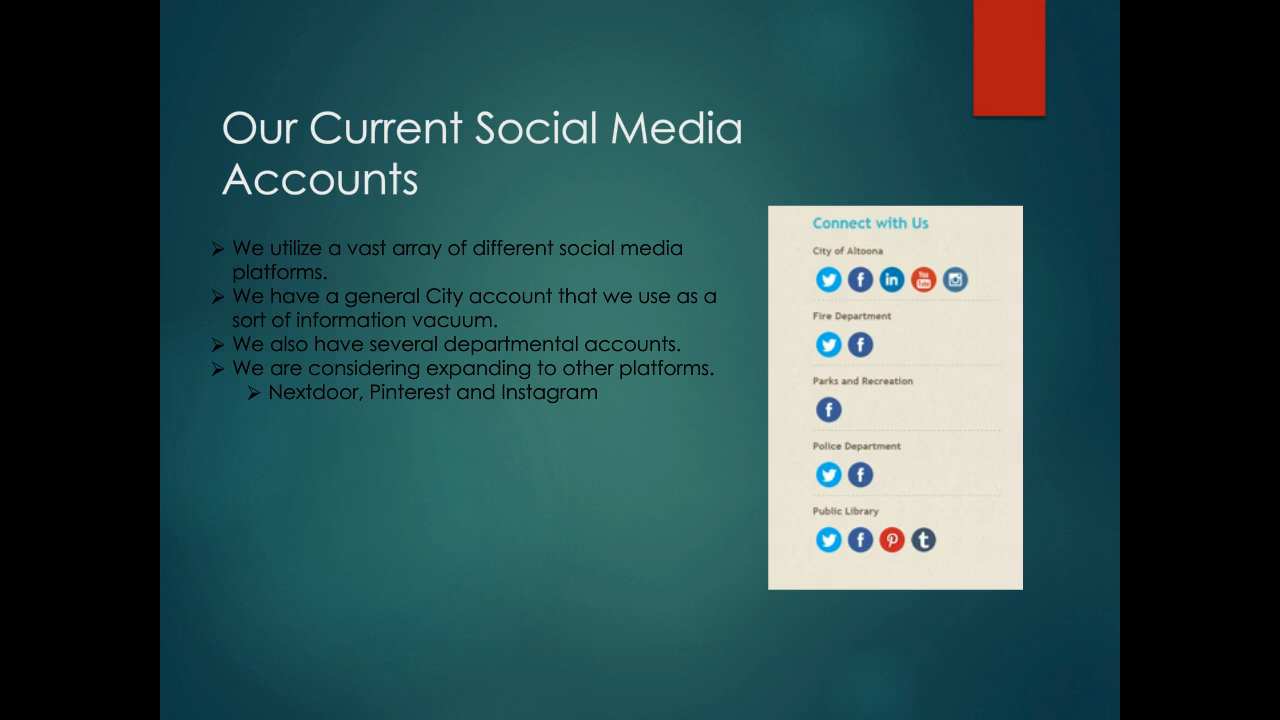 Our Current Social Media
Accounts
We utilize a vast array of different social media
platforms.
We have a general City account that we use as a
sort of information vacuum.
We also have several departmental accounts.
We are considering expanding to other platforms.
Nextdoor, Pinterest and Instagram
Connect with Us
City of Altoona
in You Tube
Fire Department
Parks and Recreation
Police Department
Public Library